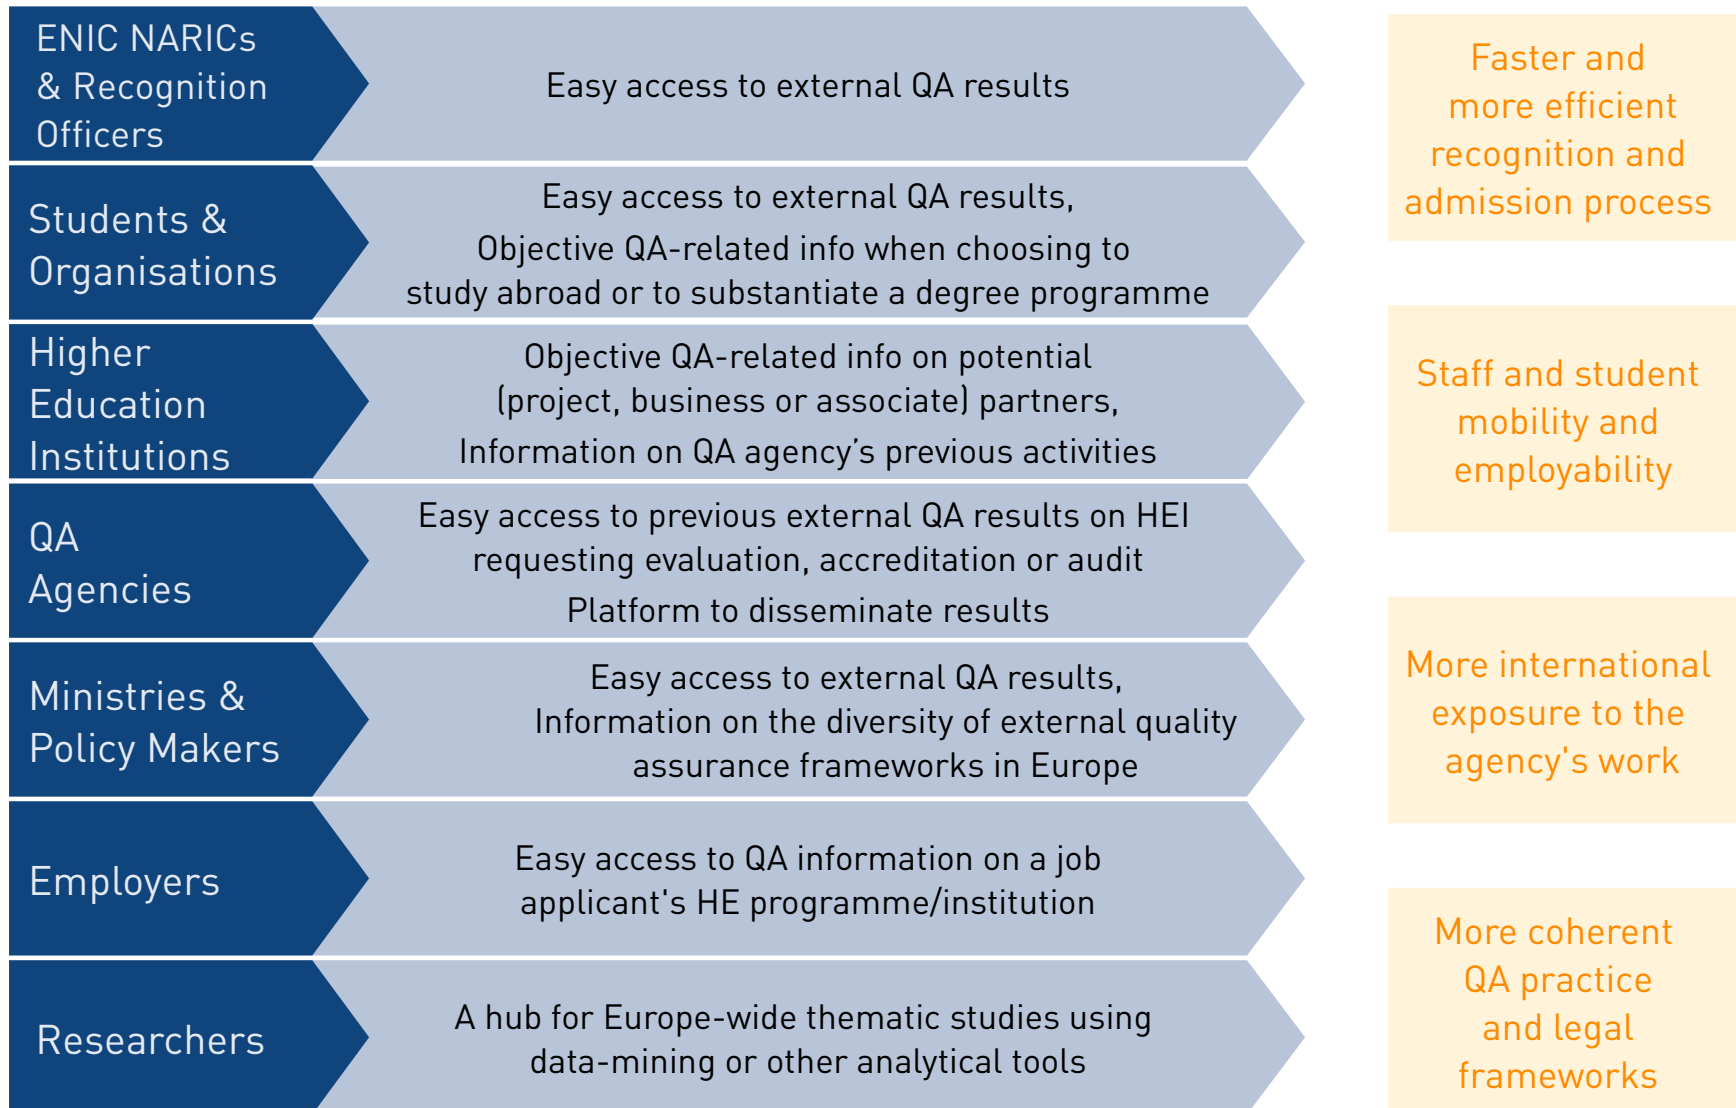 ENIC NARICs
& Recognition
Officers
Easy access to external QA results
Students &
Organisations
Easy access to external QA results,
Objective QA-related info when choosing to
study abroad or to substantiate a degree programme
Higher
Education
Institutions
Objective QA-related info on potential
(project, business or associate) partners,
Information on QA agency’s previous activities
QA
Agencies
Easy access to previous external QA results on HEI
requesting evaluation, accreditation or audit
Platform to disseminate results
Ministries &
Policy Makers
Easy access to external QA results,
Information on the diversity of external quality
assurance frameworks in Europe
Employers
Easy access to QA information on a job
applicant's HE programme/institution
Researchers
A hub for Europe-wide thematic studies using
data-mining or other analytical tools
Faster and
more efficient
recognition and
admission process
Staff and student
mobility and
employability
More international
exposure to the
agency's work
More coherent
QA practice
and legal
frameworks